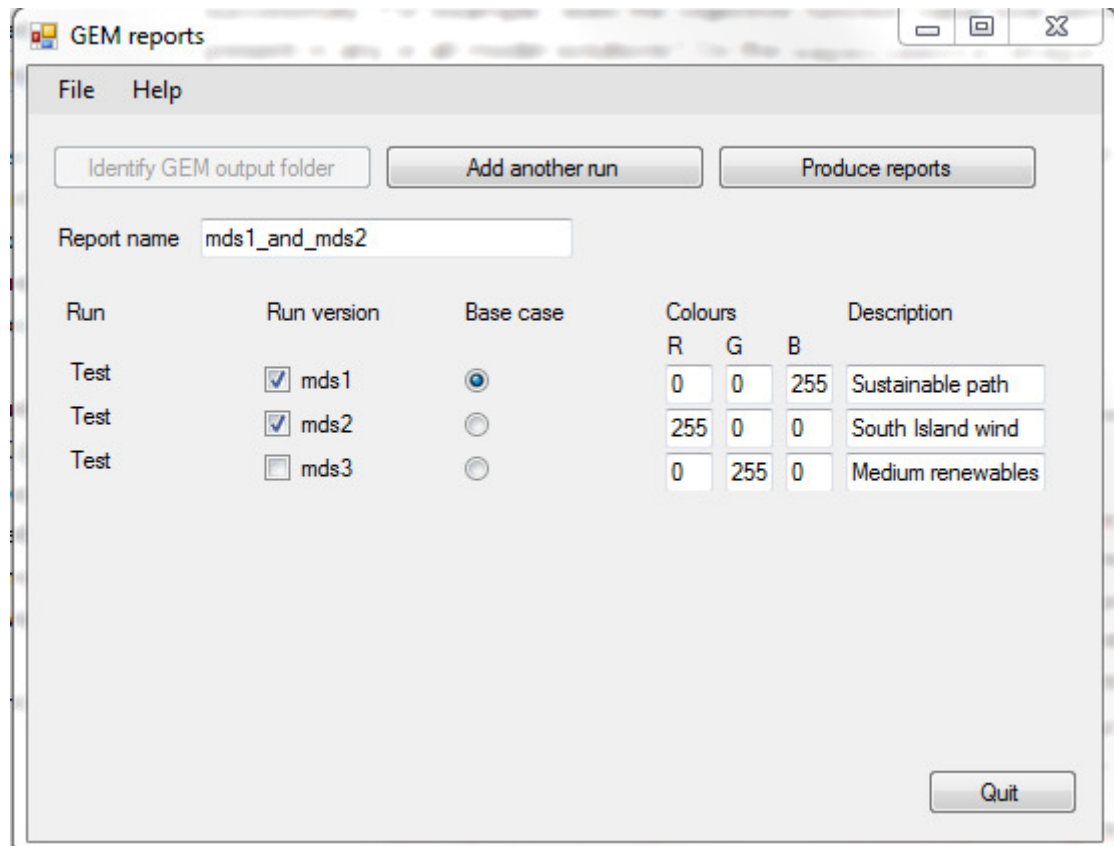 GEM reports
File Help
Identify GEM output folder Add another run Produce reports
Report name mds1_and_mds2
Run Run version Base case Colours Description
R G B
Test mds1 0 0 255 Sustainable path
Test mds2 255 0 0 South Island wind
Test mds3 0 255 0 Medium renewables
Quit